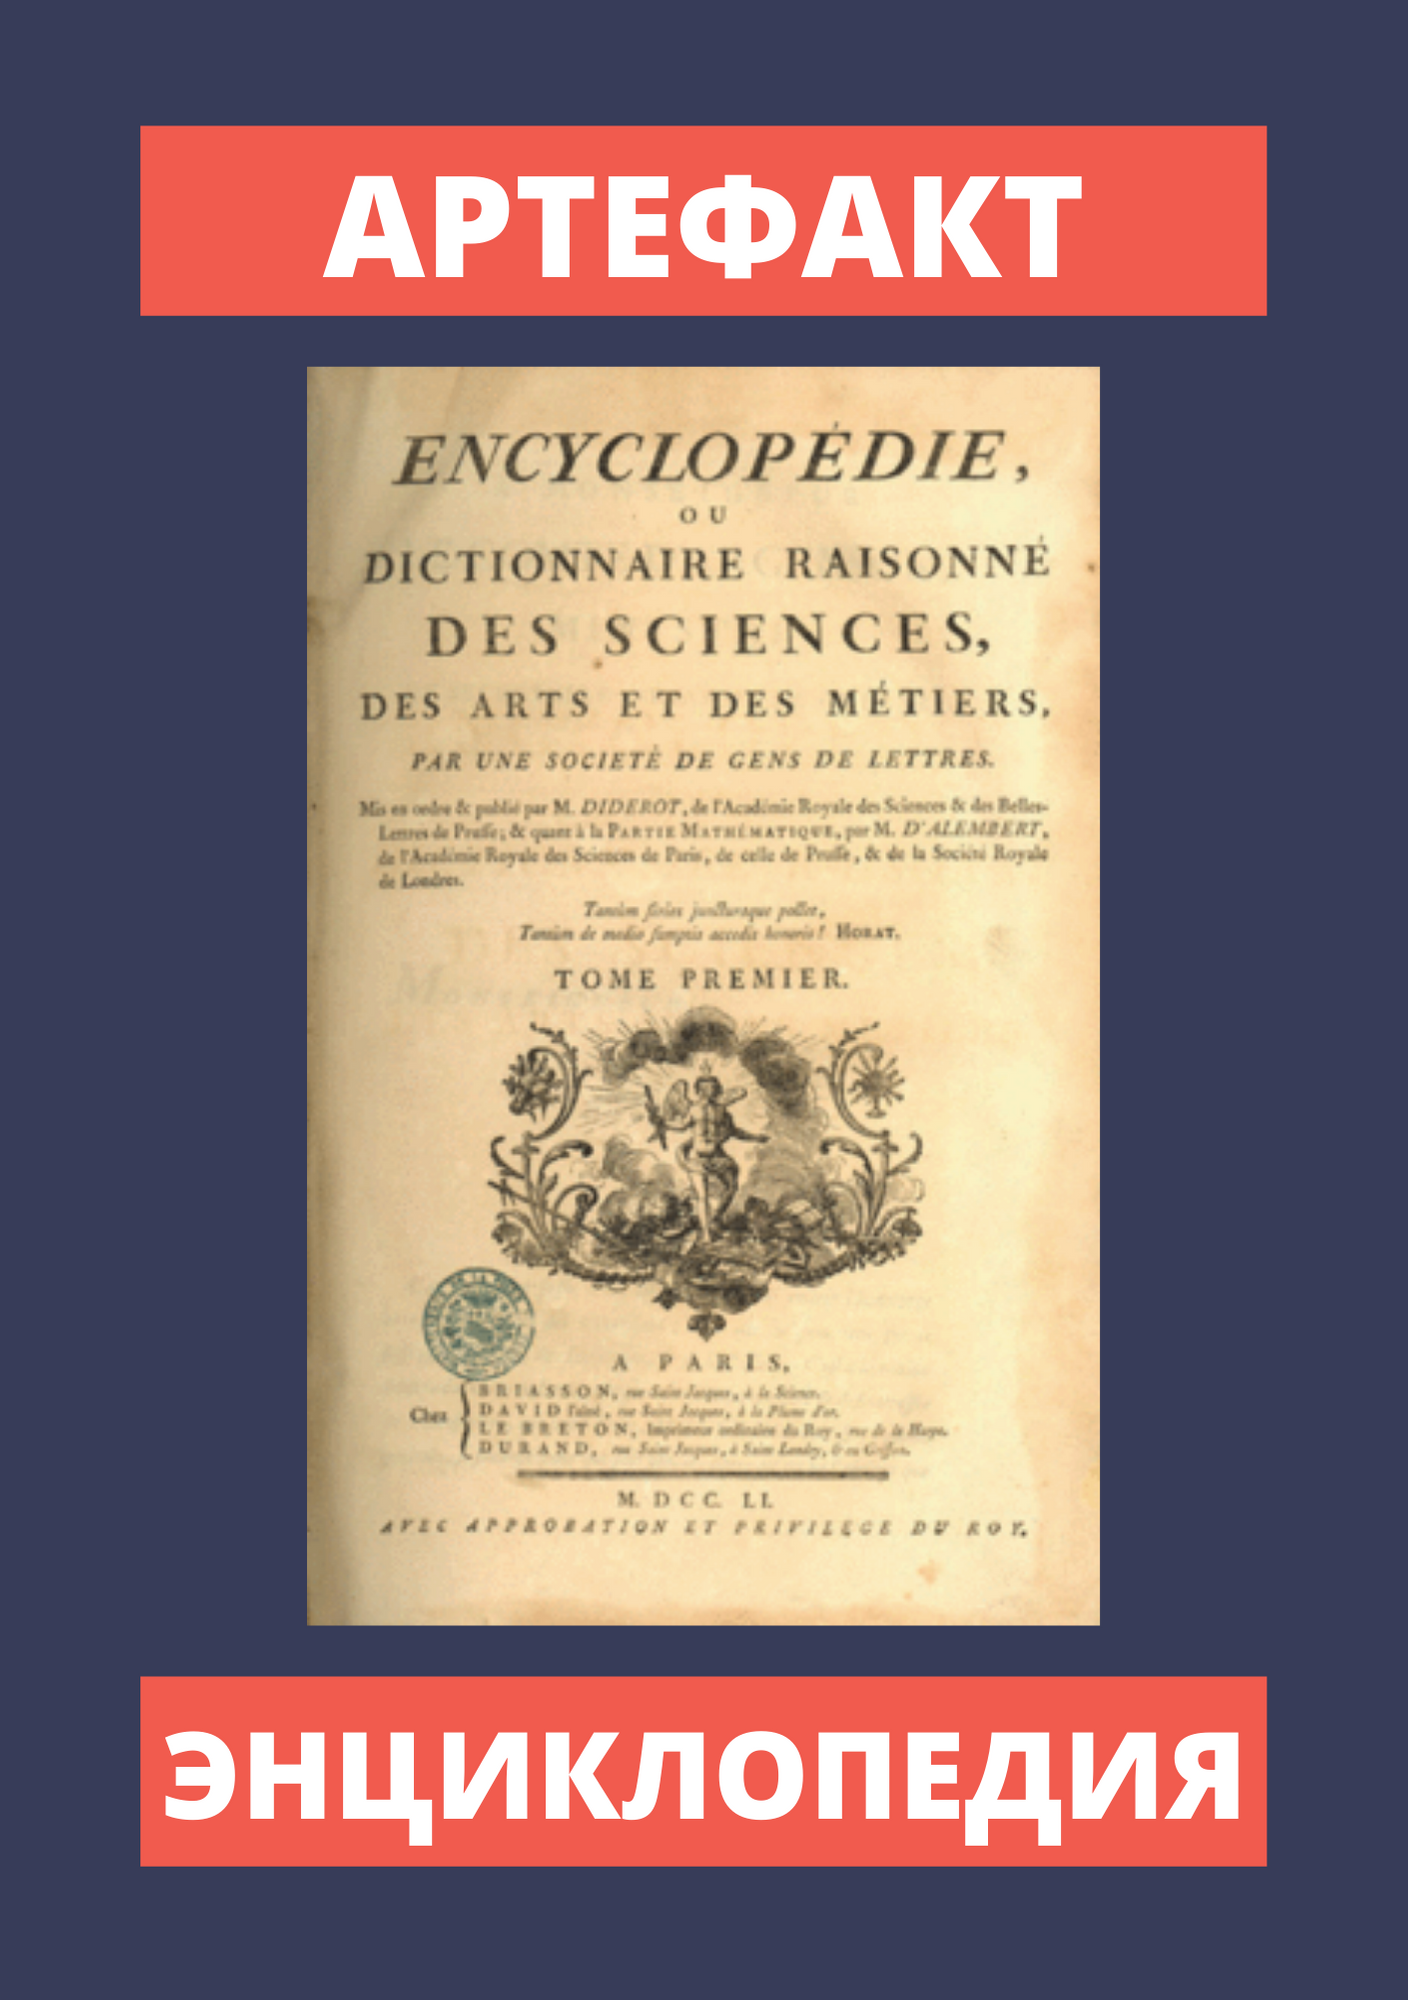 АРТЕФАКТ
ENCYCLOPÉDIE,
OU
DICTIONNAIRE RAISONNÉ
DES SCIENCES,
DES ARTS ET DES MÉTIERS,
PAR UNE SOCIETÉ DE GENS DE LETTRES.
Mis en ordre & publié par M. DIDEROT, de l'Académie Royale des Sciences & des Belles-
Lettres de Prusse; & quant à la PARTIE MATHÉMATIQUE, par M. D'ALEMBERT,
de l'Académie Royale des Sciences de Paris, de celle de Prusse, & de la Société Royale
de Londres.
Tantùm series juncturaque pollet,
Tantùm de medio sumptis accedit honoris! HORAT.
TOME PREMIER.
A PARIS,
Chez
BRIASSON, rue Saint Jacques, à la Science.
DAVID l'aîné, rue Saint Jacques, à la Plume d'or.
LE BRETON, Imprimeur ordinaire du Roy, rue de la Harpe.
DURAND, rue Saint Jacques, à Saint Landry, & au Griffon.
M. DCC. LI.
AVEC APPROBATION ET PRIVILEGE DU ROY.
ЭНЦИКЛОПЕДИЯ